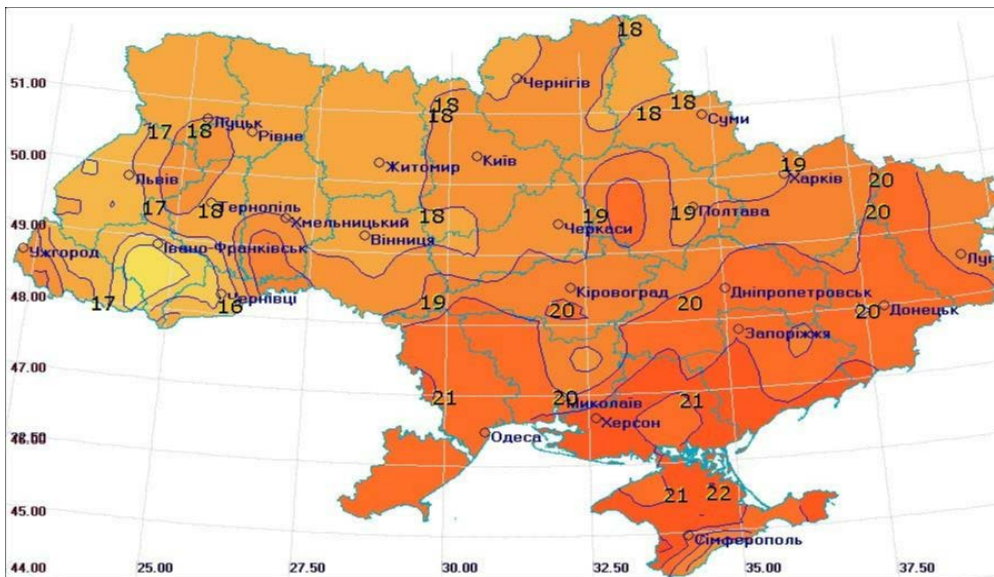 18
51.00
Чернігів
18
18
18
18
Суми
Луцьк
17
18
Рівне
50.00
Київ
Житомир
19
Харків
Львів
20
Тернопіль
17
18
18
19
19
Полтава
20
Хмельницький
49.00
Черкаси
Вінниця
Ужгород
Івано-Франківськ
Луг
48.00
Чернівці
17
16
19
Кіровоград
20
20
Дніпропетровськ
20
Донецьк
Запоріжжя
47.00
21
20
Миколаїв
21
Херсон
Одеса
21
22
45.00
Сімферополь
44.00
25.00
27.50
30.00
32.50
35.00
37.50